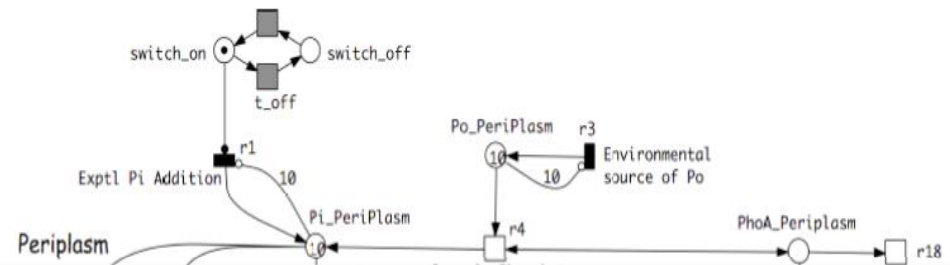 switch_on
switch_off
t_off
Po_PeriPlasm
r3
r1
10
Environmental
source of Po
10
10
Exptl Pi Addition
10
Pi_PeriPlasm
r4
PhoA_Periplasm
Periplasm
10
r18